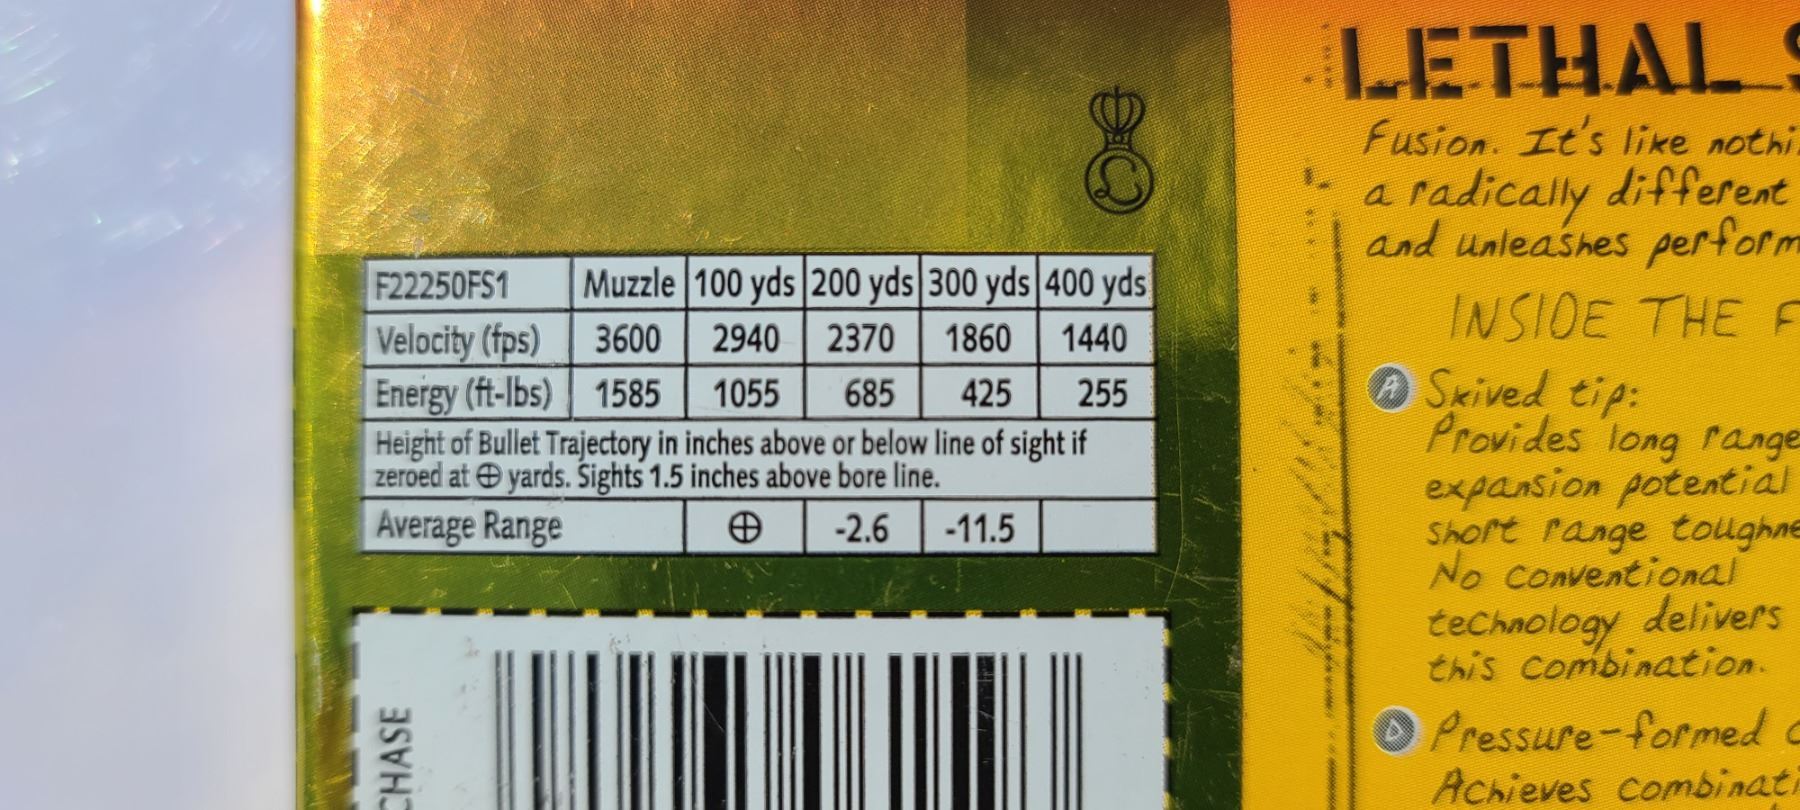 F22250FS1 Muzzle 100 yds 200 yds 300 yds 400 yds
Velocity (fps) 3600 2940 2370 1860 1440
Energy (ft-lbs) 1585 1055 685 425 255
Height of Bullet Trajectory in inches above or below line of sight if
zeroed at ⊕ yards. Sights 1.5 inches above bore line.
Average Range ⊕ -2.6 -11.5
CHASE
LETHAL
Fusion. It's like
a radically different
and unleashes
INSIDE THE
A Skived tip:
Provides long range
expansion potential
short range
No conventional
technology delivers
this combination.
D Pressure-formed
Achieves